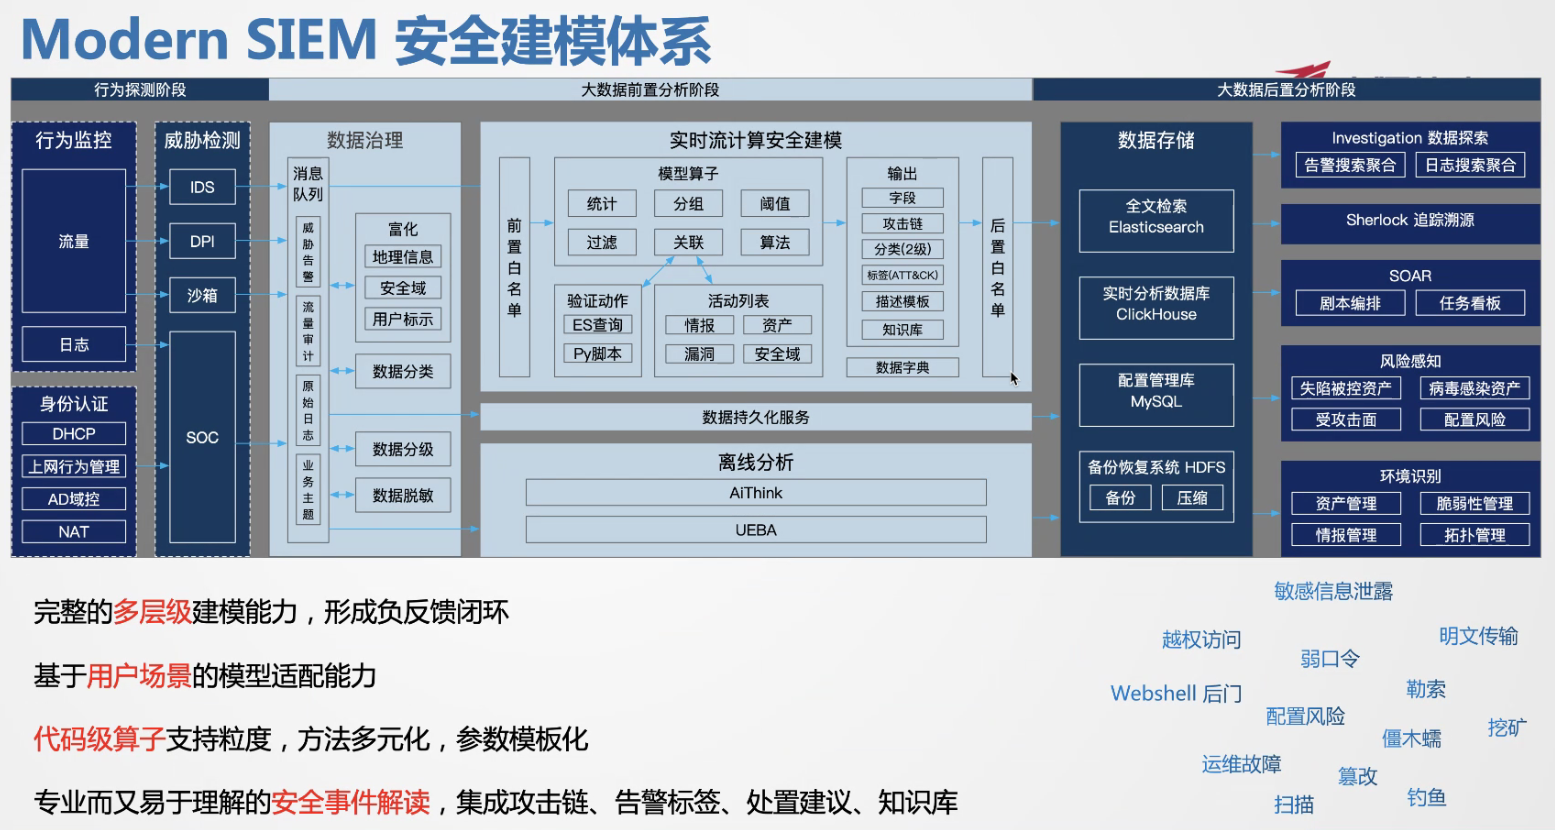 Modern SIEM 安全建模体系
行为探测阶段
大数据前置分析阶段
大数据后置分析阶段
行为监控
流量
日志
身份认证
DHCP
上网行为管理
AD域控
NAT
威胁检测
IDS
DPI
沙箱
SOC
数据治理
消息
队列
威
胁
告
警
流
量
审
计
原
始
日
志
业
务
主
题
富化
地理信息
安全域
用户标示
数据分类
数据分级
数据脱敏
实时流计算安全建模
前
置
白
名
单
模型算子
统计
分组
阈值
过滤
关联
算法
验证动作
ES查询
Py脚本
活动列表
情报
资产
漏洞
安全域
输出
字段
攻击链
分类(2级)
标签(ATT&CK)
描述模板
知识库
数据字典
后
置
白
名
单
数据持久化服务
离线分析
AiThink
UEBA
数据存储
全文检索
Elasticsearch
实时分析数据库
ClickHouse
配置管理库
MySQL
备份恢复系统 HDFS
备份
压缩
Investigation 数据探索
告警搜索聚合
日志搜索聚合
Sherlock 追踪溯源
SOAR
剧本编排
任务看板
风险感知
失陷被控资产
病毒感染资产
受攻击面
配置风险
环境识别
资产管理
脆弱性管理
情报管理
拓扑管理
完整的多层级建模能力，形成负反馈闭环
基于用户场景的模型适配能力
代码级算子支持粒度，方法多元化，参数模板化
专业而又易于理解的安全事件解读，集成攻击链、告警标签、处置建议、知识库
敏感信息泄露
越权访问
明文传输
弱口令
Webshell 后门
勒索
配置风险
挖矿
僵木蠕
运维故障
篡改
扫描
钓鱼